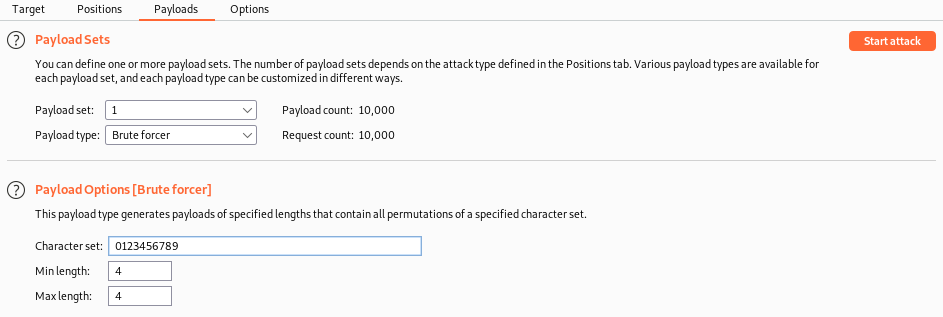 Target Positions Payloads Options
? Payload Sets Start attack
You can define one or more payload sets. The number of payload sets depends on the attack type defined in the Positions tab. Various payload types are available for
each payload set, and each payload type can be customized in different ways.
Payload set: 1 Payload count: 10,000
Payload type: Brute forcer Request count: 10,000
? Payload Options [Brute forcer]
This payload type generates payloads of specified lengths that contain all permutations of a specified character set.
Character set: 0123456789
Min length: 4
Max length: 4